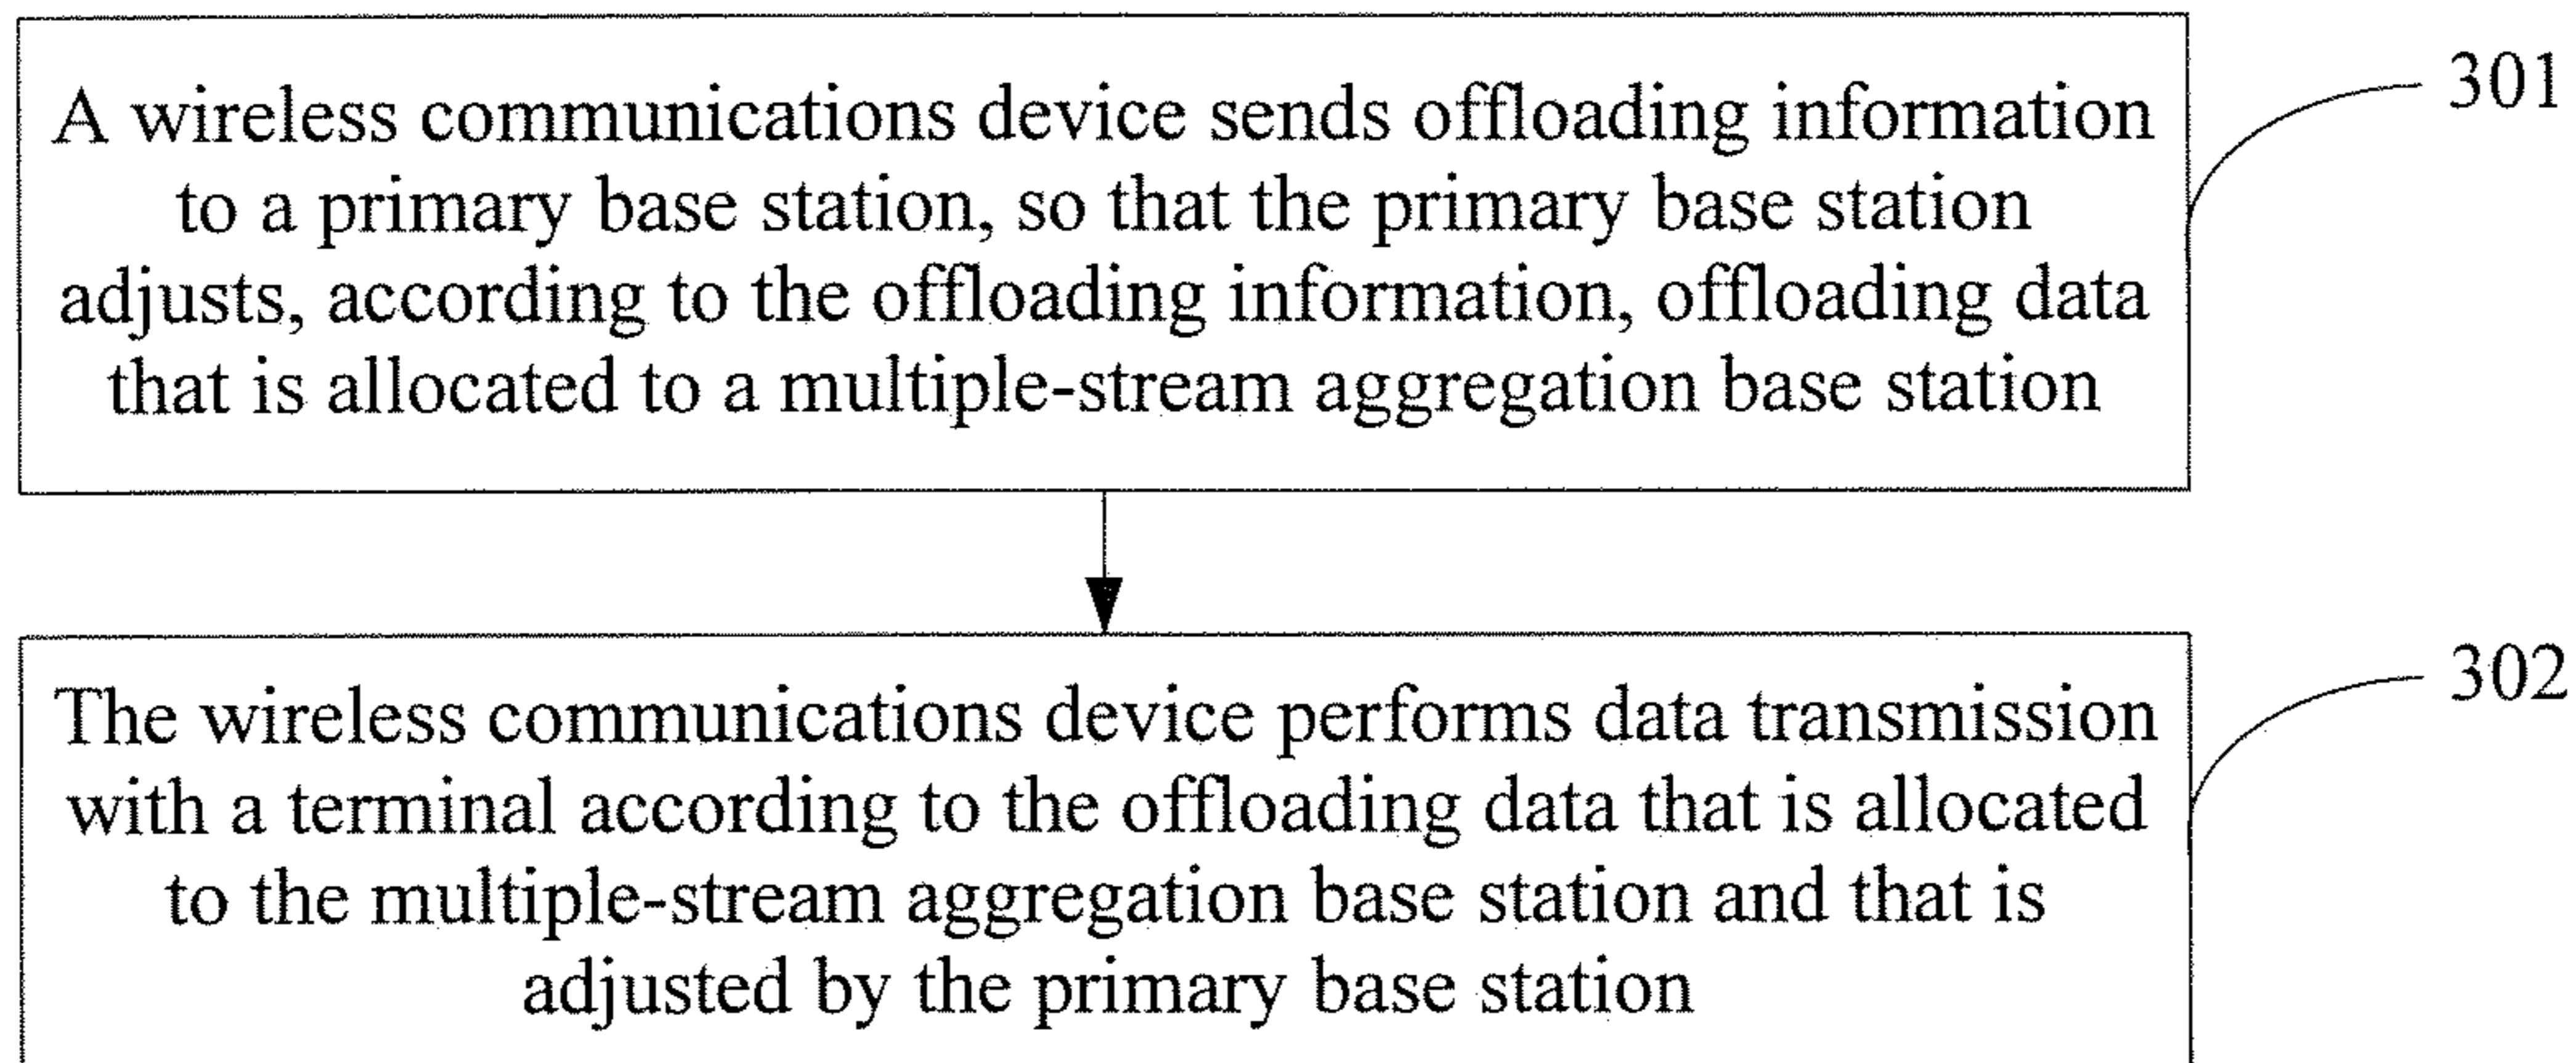 A wireless communications device sends offloading information
to a primary base station, so that the primary base station
adjusts, according to the offloading information, offloading data
that is allocated to a multiple-stream aggregation base station
301
The wireless communications device performs data transmission
with a terminal according to the offloading data that is allocated
to the multiple-stream aggregation base station and that is
adjusted by the primary base station
302